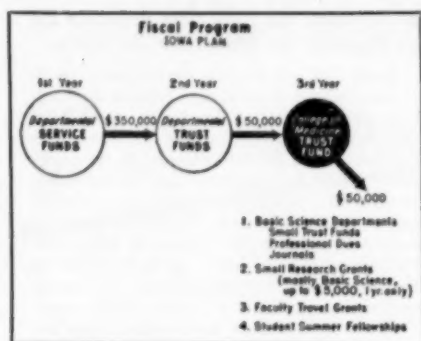 Fiscal Program
IOWA PLAN
1st Year 2nd Year 3rd Year
Departmental
SERVICE
FUNDS
$350,000
Departmental
TRUST
FUNDS
$50,000
College of
Medicine
TRUST
FUND
$50,000
1. Basic Science Departments
Small Trust Funds
Professional Dues
Journals
2. Small Research Grants
(mostly Basic Science,
up to $5,000, 1 yr. only)
3. Faculty Travel Grants
4. Student Summer Fellowships